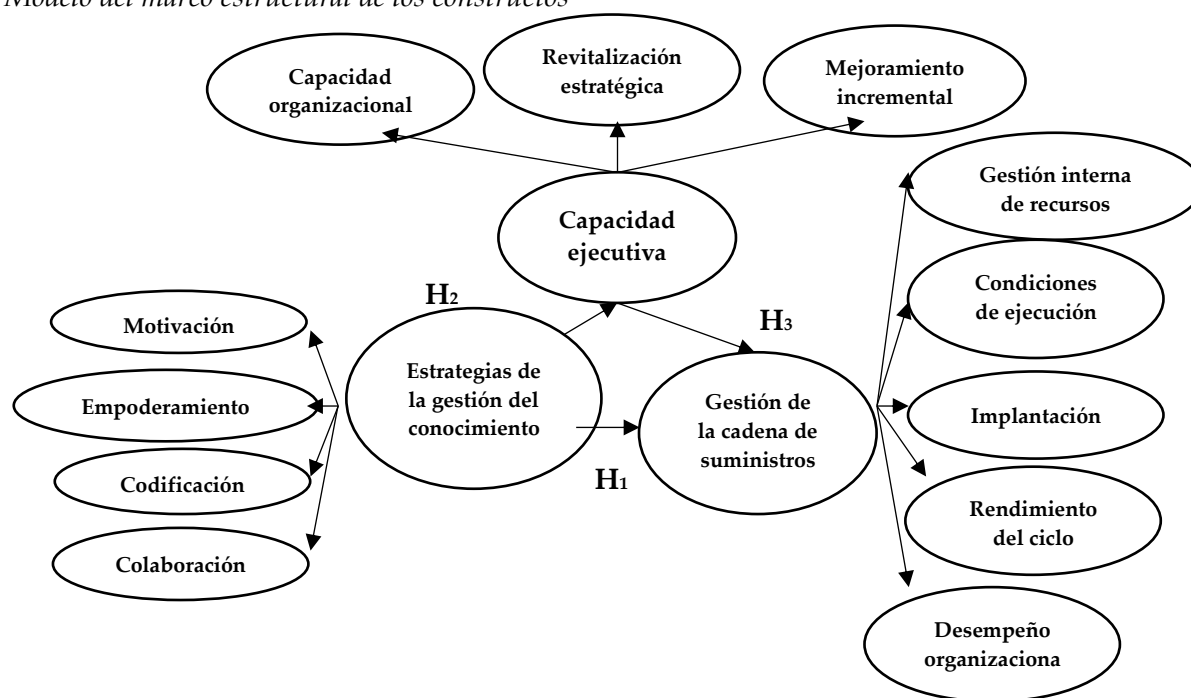 Modelo del marco estructural de los constructos
Capacidad
organizacional
Revitalización
estratégica
Mejoramiento
incremental
Capacidad
ejecutiva
Gestión interna
de recursos
Condiciones
de ejecución
H2
H3
Motivación
Empoderamiento
Codificación
Colaboración
Estrategias de
la gestión del
conocimiento
H1
Gestión de
la cadena de
suministros
Implantación
Rendimiento
del ciclo
Desempeño
organizaciona